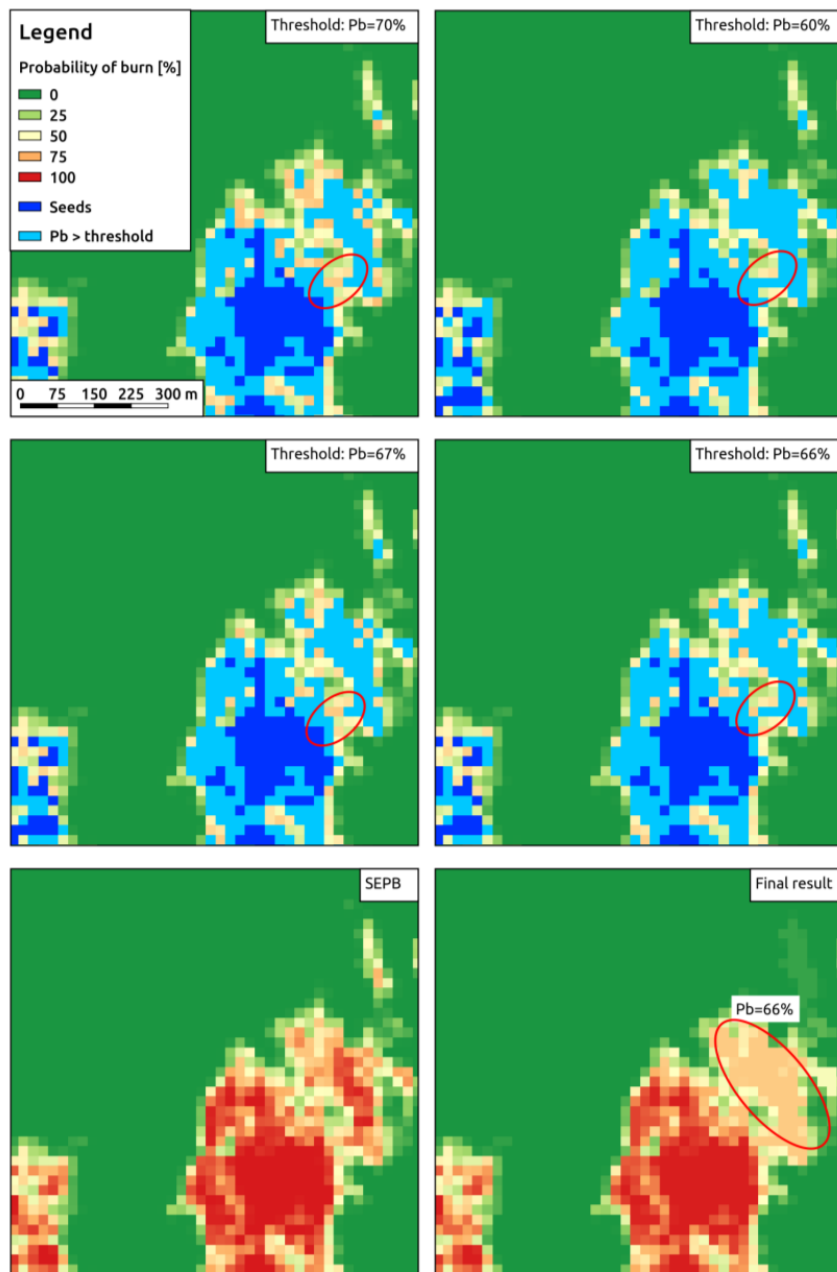 Legend
Probability of burn [%]
0
25
50
75
100
Seeds
Pb > threshold
0 75 150 225 300 m
Threshold: Pb=70%
Threshold: Pb=60%
Threshold: Pb=67%
Threshold: Pb=66%
SEPB
Final result
Pb=66%